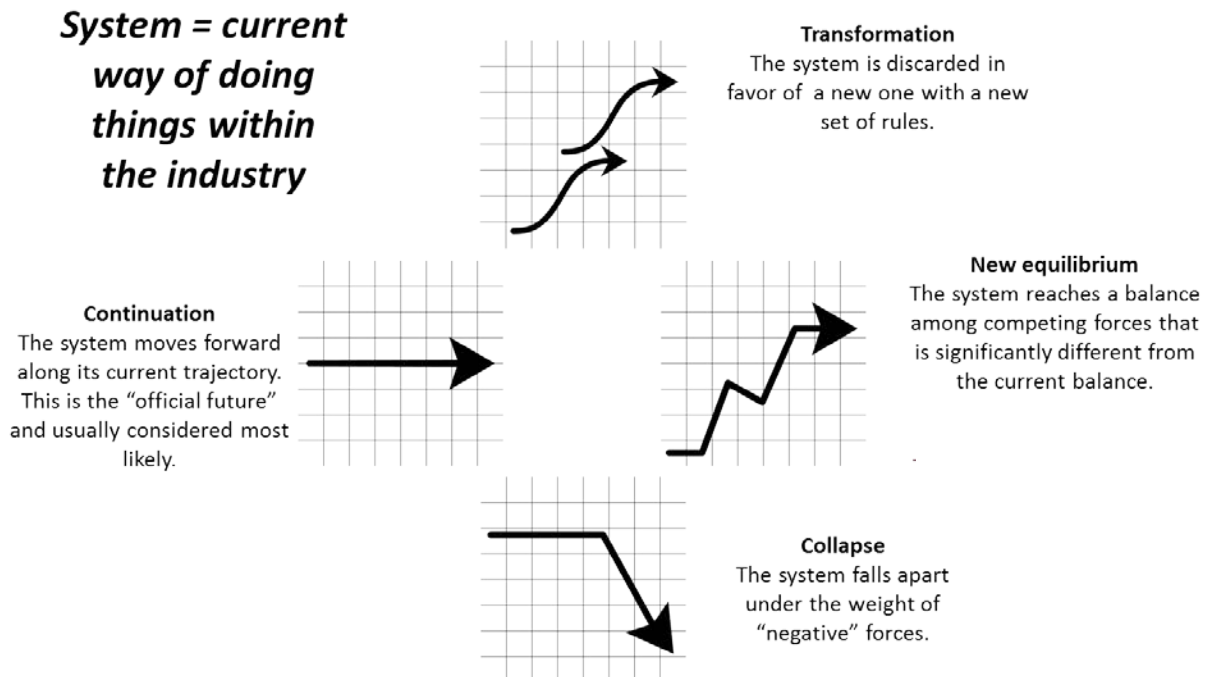 System = current
way of doing
things within
the industry
Transformation
The system is discarded in
favor of a new one with a new
set of rules.
Continuation
The system moves forward
along its current trajectory.
This is the “official future”
and usually considered most
likely.
New equilibrium
The system reaches a balance
among competing forces that
is significantly different from
the current balance.
Collapse
The system falls apart
under the weight of
“negative” forces.